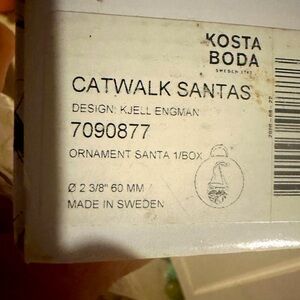 KOSTA
BODA
SWEDEN 1742
CATWALK SANTAS
DESIGN: KJELL ENGMAN
7090877
ORNAMENT SANTA 1/BOX
Ø 2 3/8" 60 MM
MADE IN SWEDEN